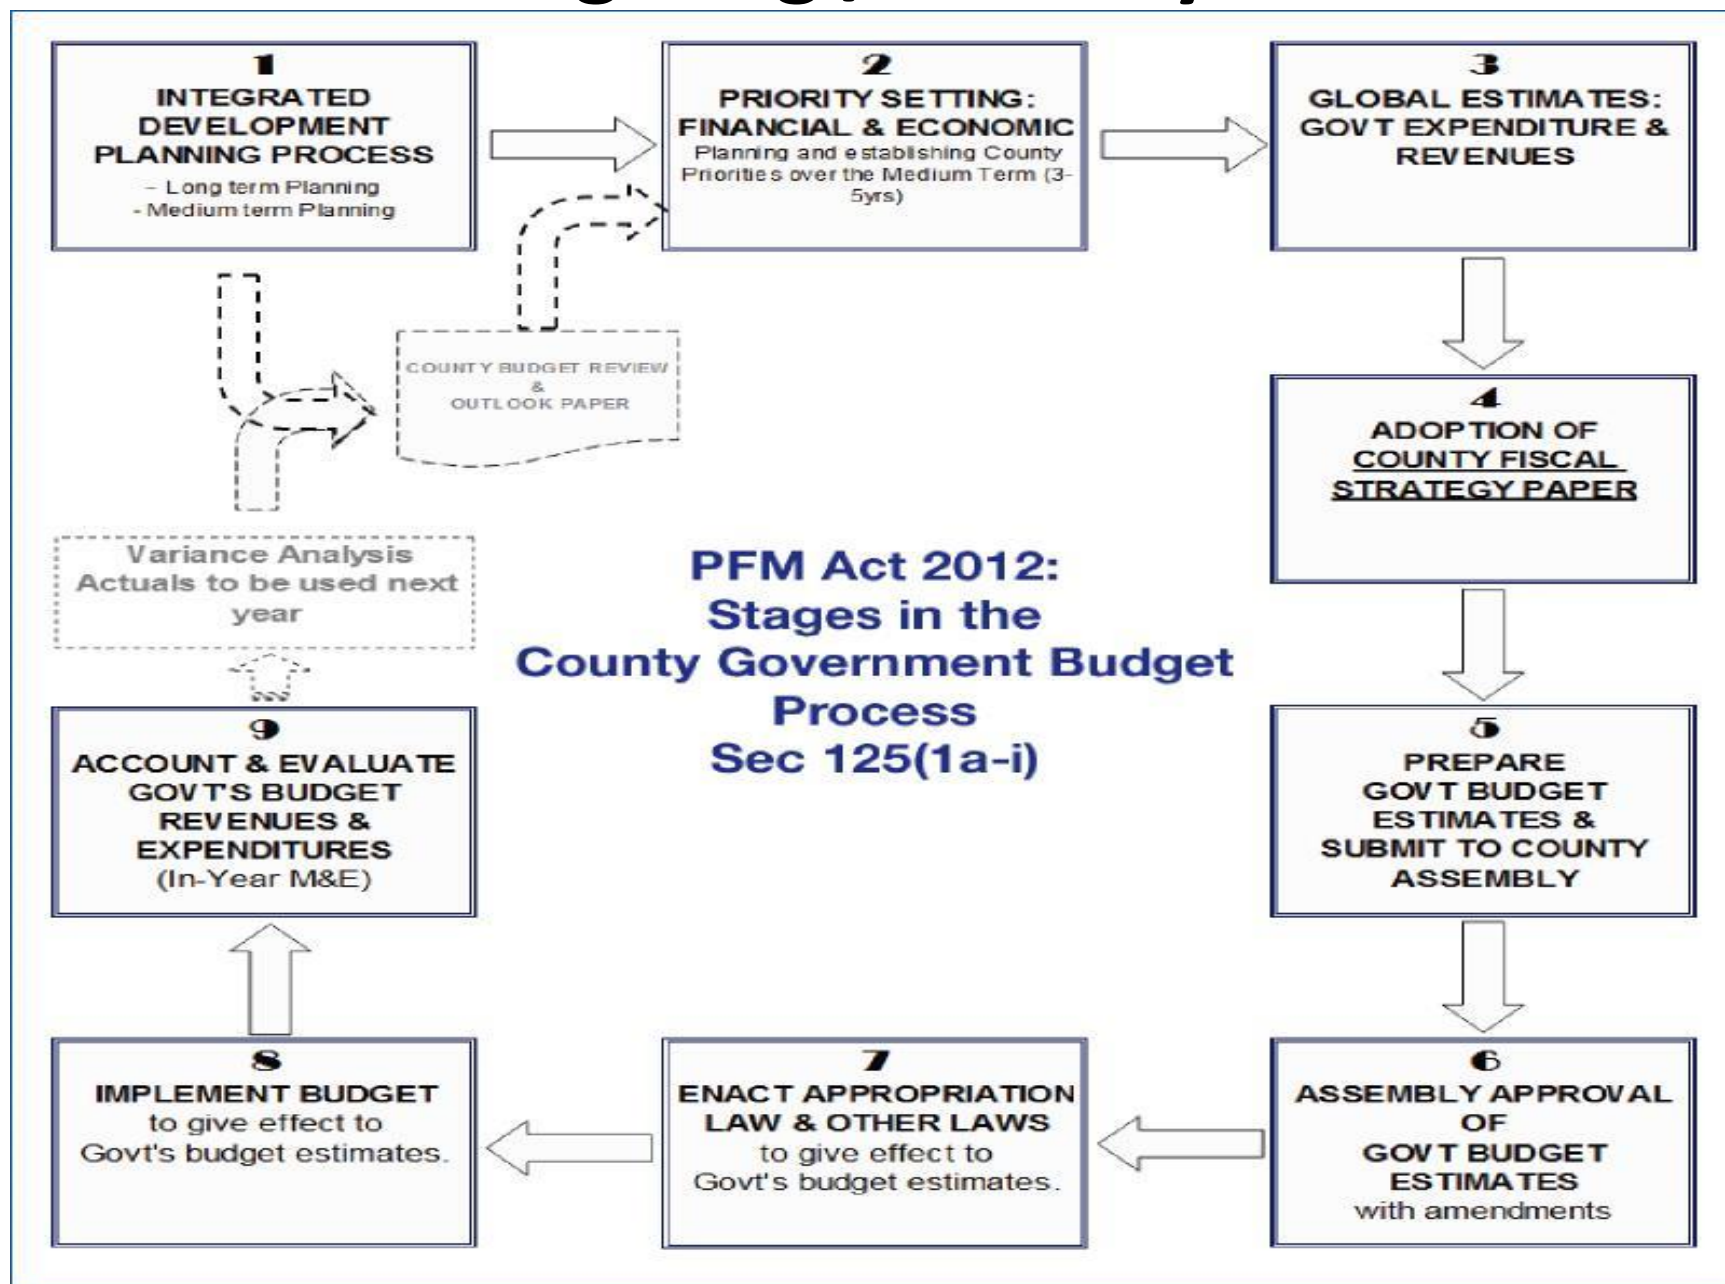 1
INTEGRATED
DEVELOPMENT
PLANNING PROCESS
- Long term Planning
- Medium term Planning
2
PRIORITY SETTING:
FINANCIAL & ECONOMIC
Planning and establishing County
Priorities over the Medium Term (3-
5yrs)
3
GLOBAL ESTIMATES:
GOVT EXPENDITURE &
REVENUES
COUNTY BUDGET REVIEW
&
OUTLOOK PAPER
4
ADOPTION OF
COUNTY FISCAL
STRATEGY PAPER
Variance Analysis
Actuals to be used next
year
PFM Act 2012:
Stages in the
County Government Budget
Process
Sec 125(1a-i)
5
PREPARE
GOVT BUDGET
ESTIMATES &
SUBMIT TO COUNTY
ASSEMBLY
9
ACCOUNT & EVALUATE
GOVT'S BUDGET
REVENUES &
EXPENDITURES
(In-Year M&E)
8
IMPLEMENT BUDGET
to give effect to
Govt's budget estimates.
7
ENACT APPROPRIATION
LAW & OTHER LAWS
to give effect to
Govt's budget estimates.
6
ASSEMBLY APPROVAL
OF
GOVT BUDGET
ESTIMATES
with amendments